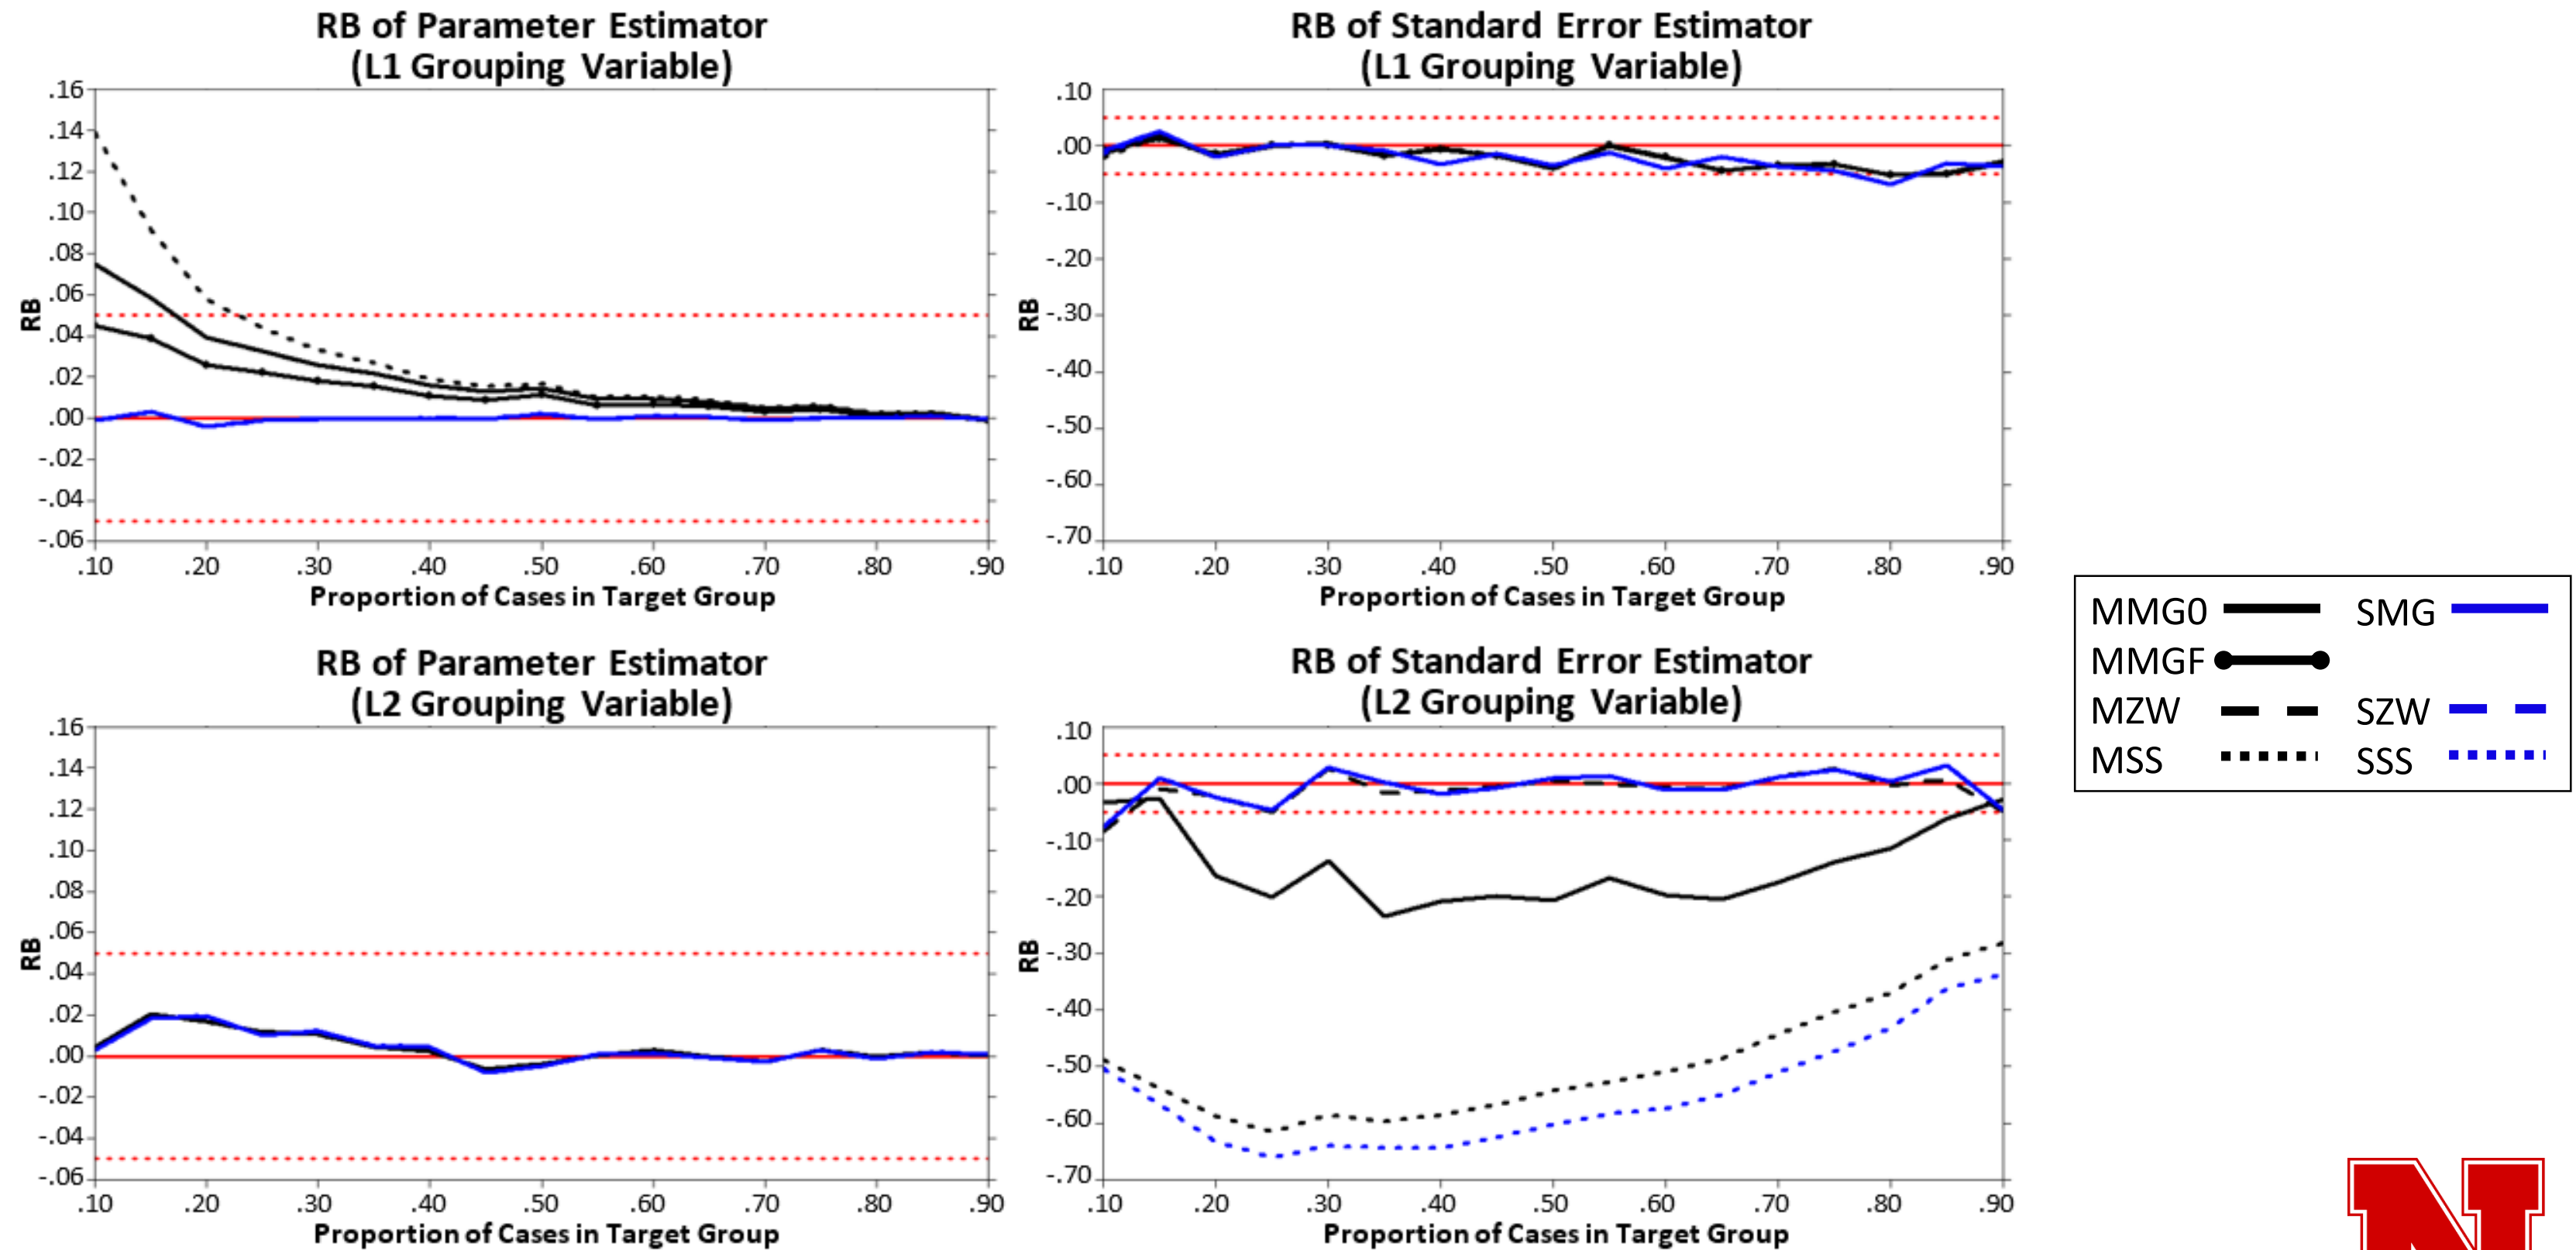 RB of Parameter Estimator
(L1 Grouping Variable)
.16
.14
.12
.10
.08
.06
.04
.02
.00
-.02
-.04
-.06
RB
.10 .20 .30 .40 .50 .60 .70 .80 .90
Proportion of Cases in Target Group
RB of Standard Error Estimator
(L1 Grouping Variable)
.10
.00
-.10
-.20
-.30
-.40
-.50
-.60
-.70
RB
.10 .20 .30 .40 .50 .60 .70 .80 .90
Proportion of Cases in Target Group
RB of Parameter Estimator
(L2 Grouping Variable)
.16
.14
.12
.10
.08
.06
.04
.02
.00
-.02
-.04
-.06
RB
.10 .20 .30 .40 .50 .60 .70 .80 .90
Proportion of Cases in Target Group
RB of Standard Error Estimator
(L2 Grouping Variable)
.10
.00
-.10
-.20
-.30
-.40
-.50
-.60
-.70
RB
.10 .20 .30 .40 .50 .60 .70 .80 .90
Proportion of Cases in Target Group
MMG0 SMG
MMGF
MZW SZW
MSS SSS
N